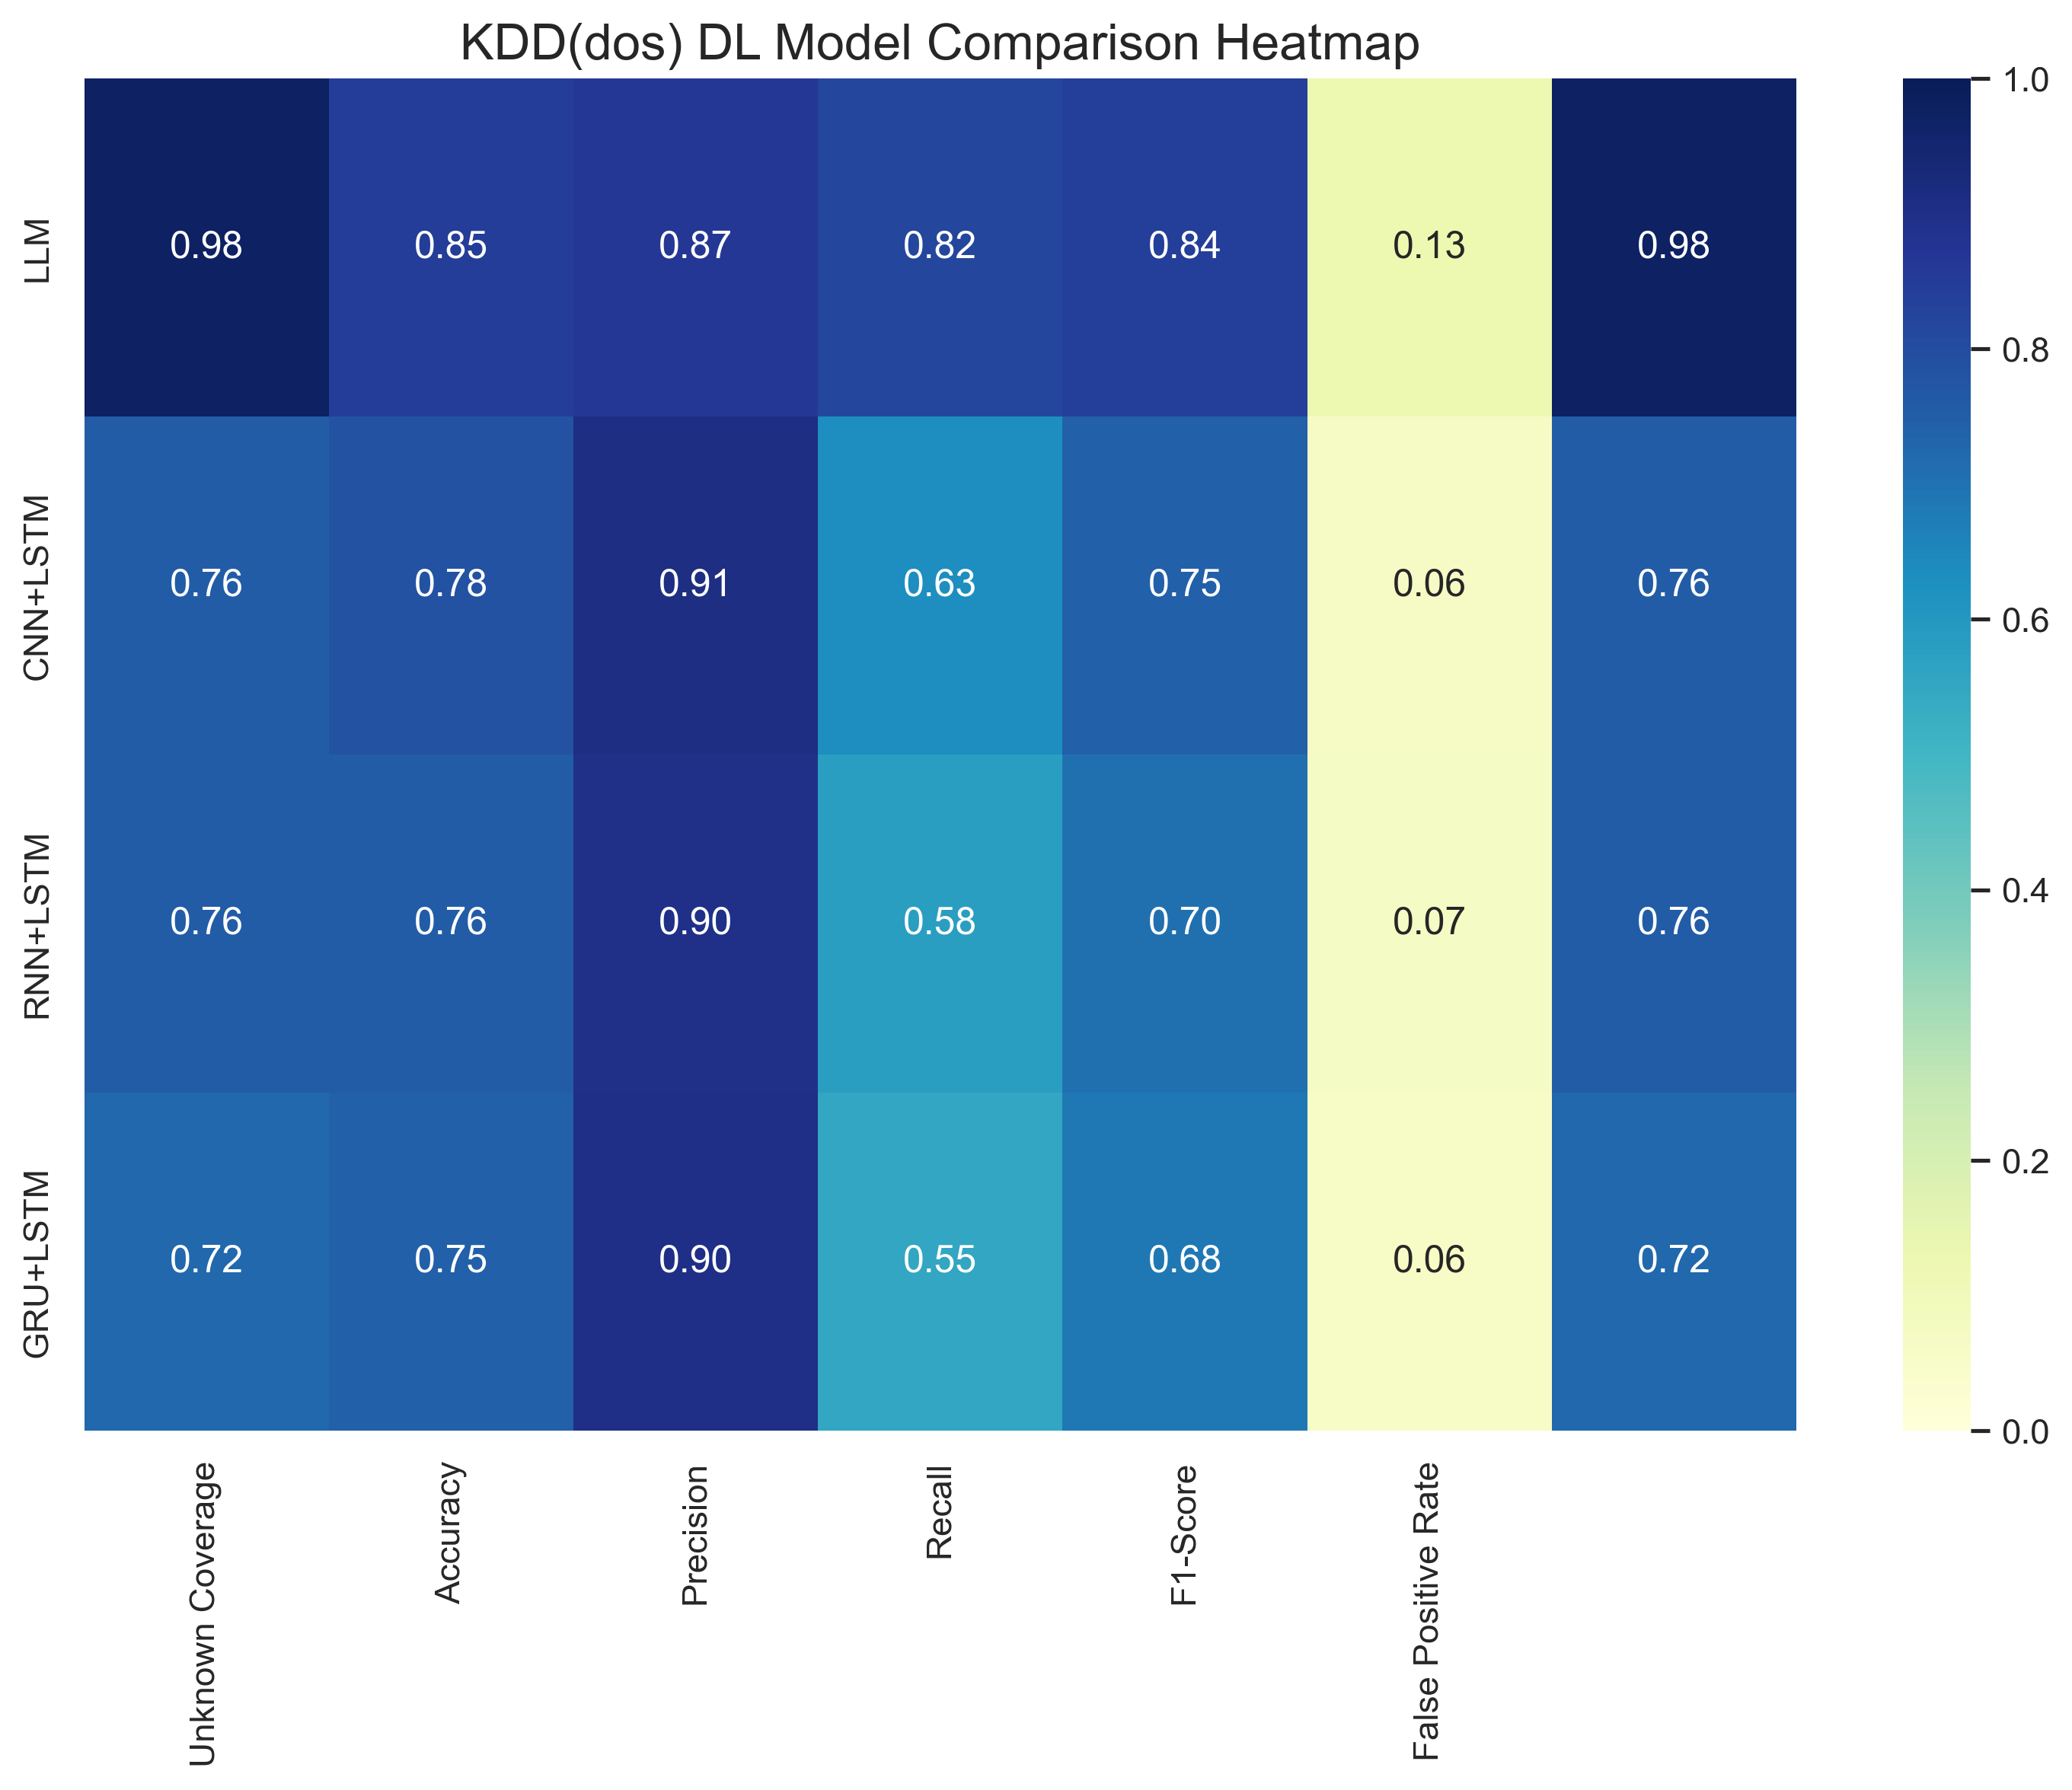 KDD(dos) DL Model Comparison Heatmap
LLM
0.98 0.85 0.87 0.82 0.84 0.13 0.98
CNN+LSTM
0.76 0.78 0.91 0.63 0.75 0.06 0.76
RNN+LSTM
0.76 0.76 0.90 0.58 0.70 0.07 0.76
GRU+LSTM
0.72 0.75 0.90 0.55 0.68 0.06 0.72
Unknown Coverage
Accuracy
Precision
Recall
F1-Score
False Positive Rate
1.0
0.8
0.6
0.4
0.2
0.0